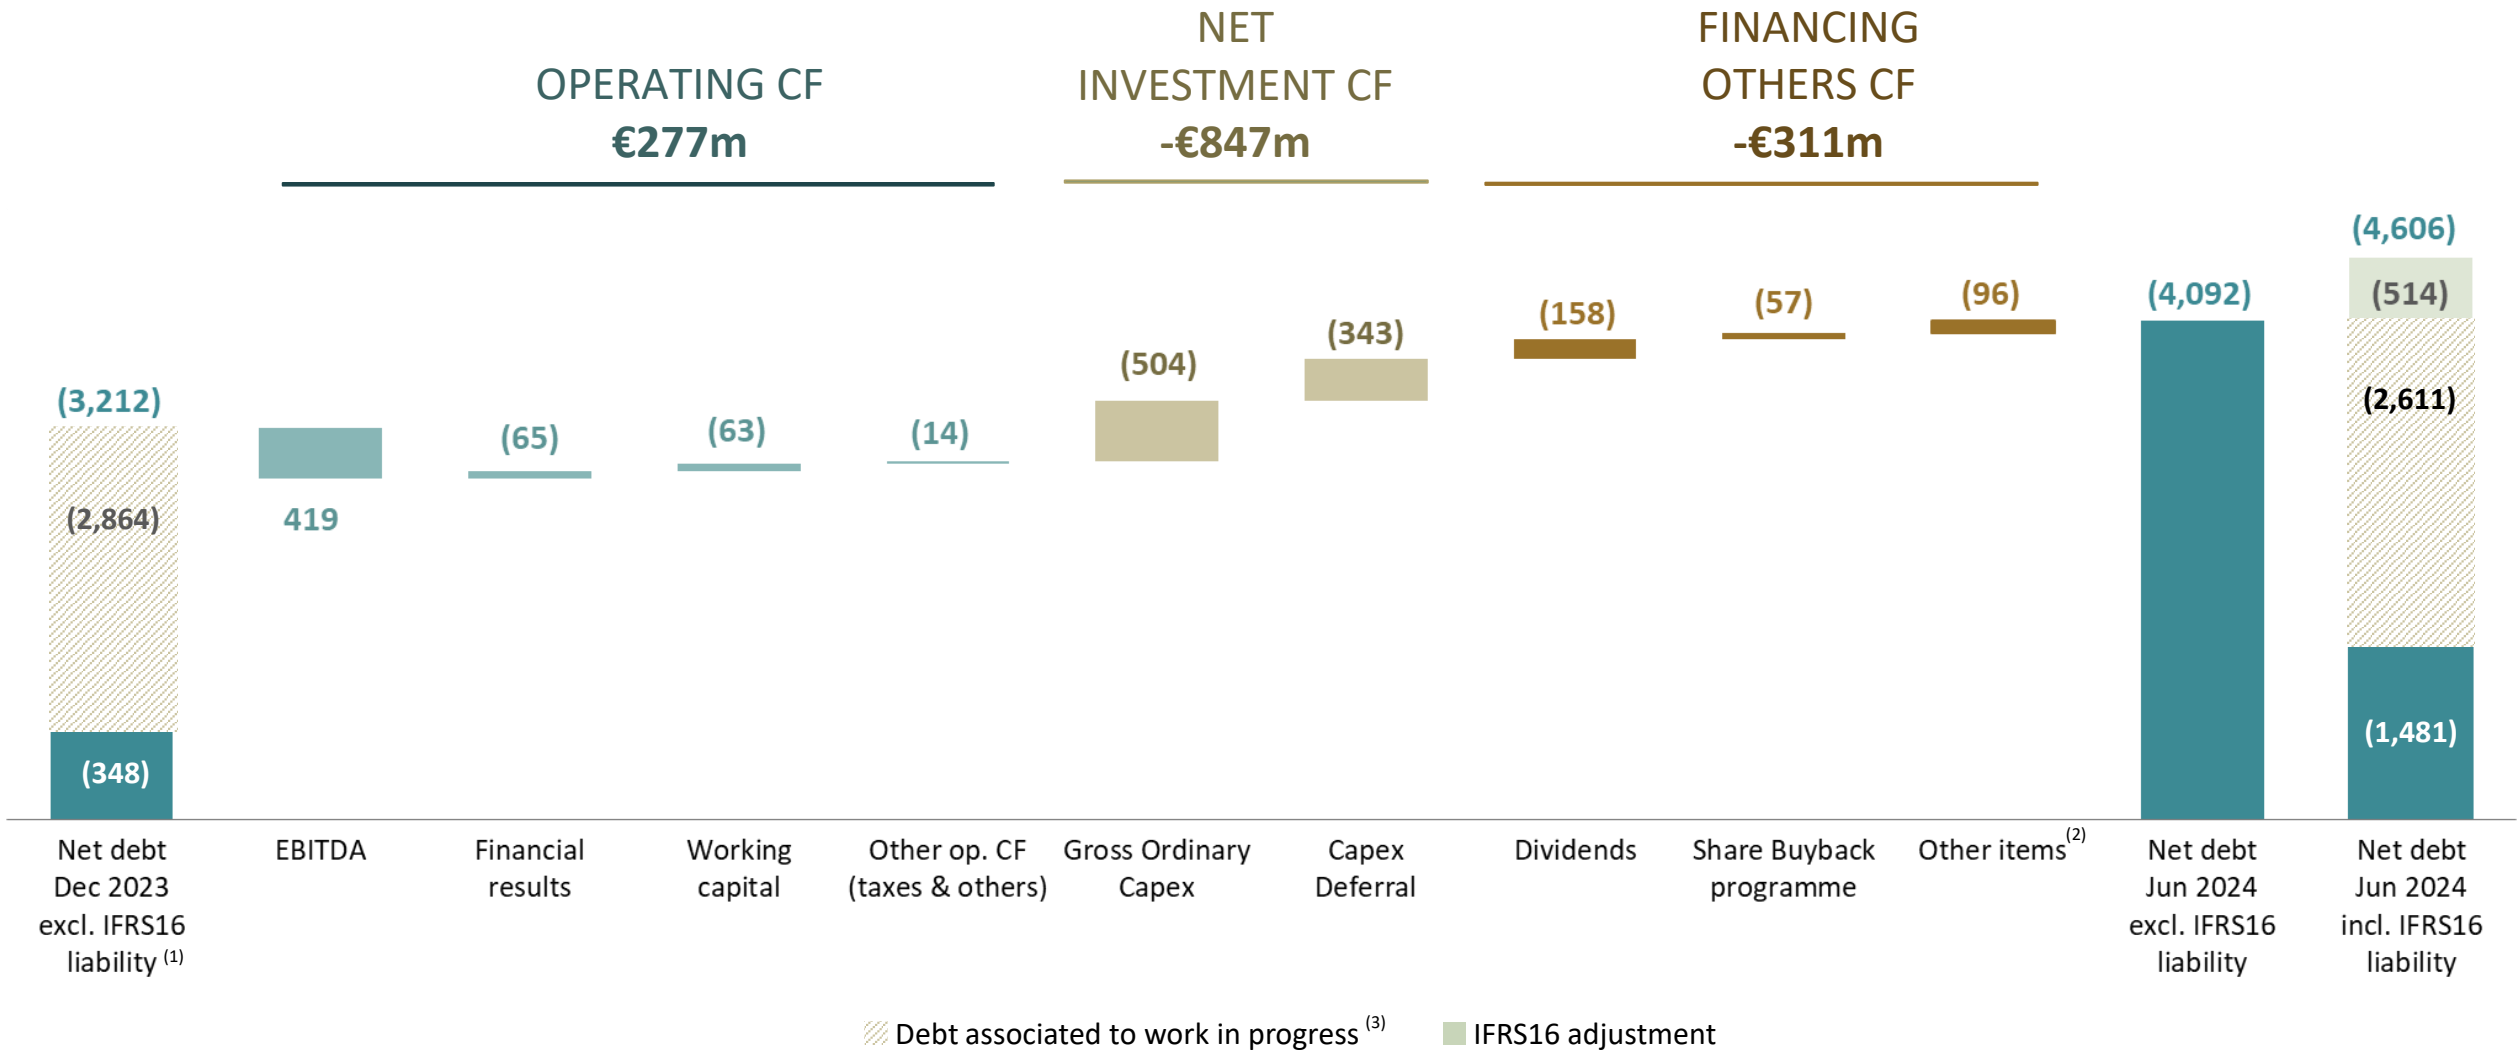 OPERATING CF
€277m
NET
INVESTMENT CF
-€847m
FINANCING
OTHERS CF
-€311m
(3,212)
(2,864)
(348)
419
(65)
(63)
(14)
(504)
(343)
(158)
(57)
(96)
(4,092)
(4,606)
(514)
(2,611)
(1,481)
Net debt
Dec 2023
excl. IFRS16
liability (1)
EBITDA
Financial
results
Working
capital
Other op. CF
(taxes & others)
Gross Ordinary
Capex
Capex
Deferral
Dividends
Share Buyback
programme
Other items(2)
Net debt
Jun 2024
excl. IFRS16
liability
Net debt
Jun 2024
incl. IFRS16
liability
Debt associated to work in progress (3)
IFRS16 adjustment